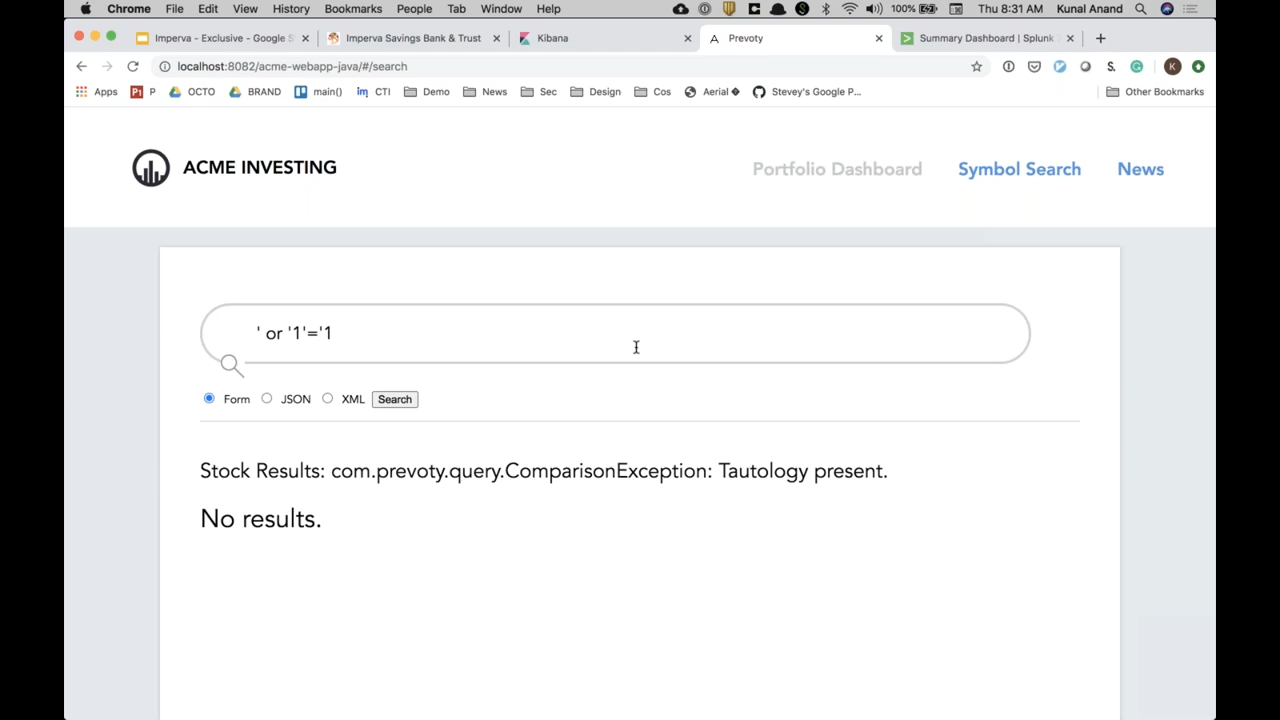 Chrome File Edit View History Bookmarks People Tab Window Help 100% Thu 8:31 AM Kunal Anand
Imperva - Exclusive - Google S Imperva Savings Bank & Trust Kibana Prevoty Summary Dashboard | Splunk
localhost:8082/acme-webapp-java/#/search S. K
Apps P1 P OCTO BRAND main() im CTI Demo News Sec Design Cos Aerial � Stevey's Google P... Other Bookmarks
ACME INVESTING Portfolio Dashboard Symbol Search News
' or '1'='1
Form JSON XML Search
Stock Results: com.prevoty.query.ComparisonException: Tautology present.
No results.